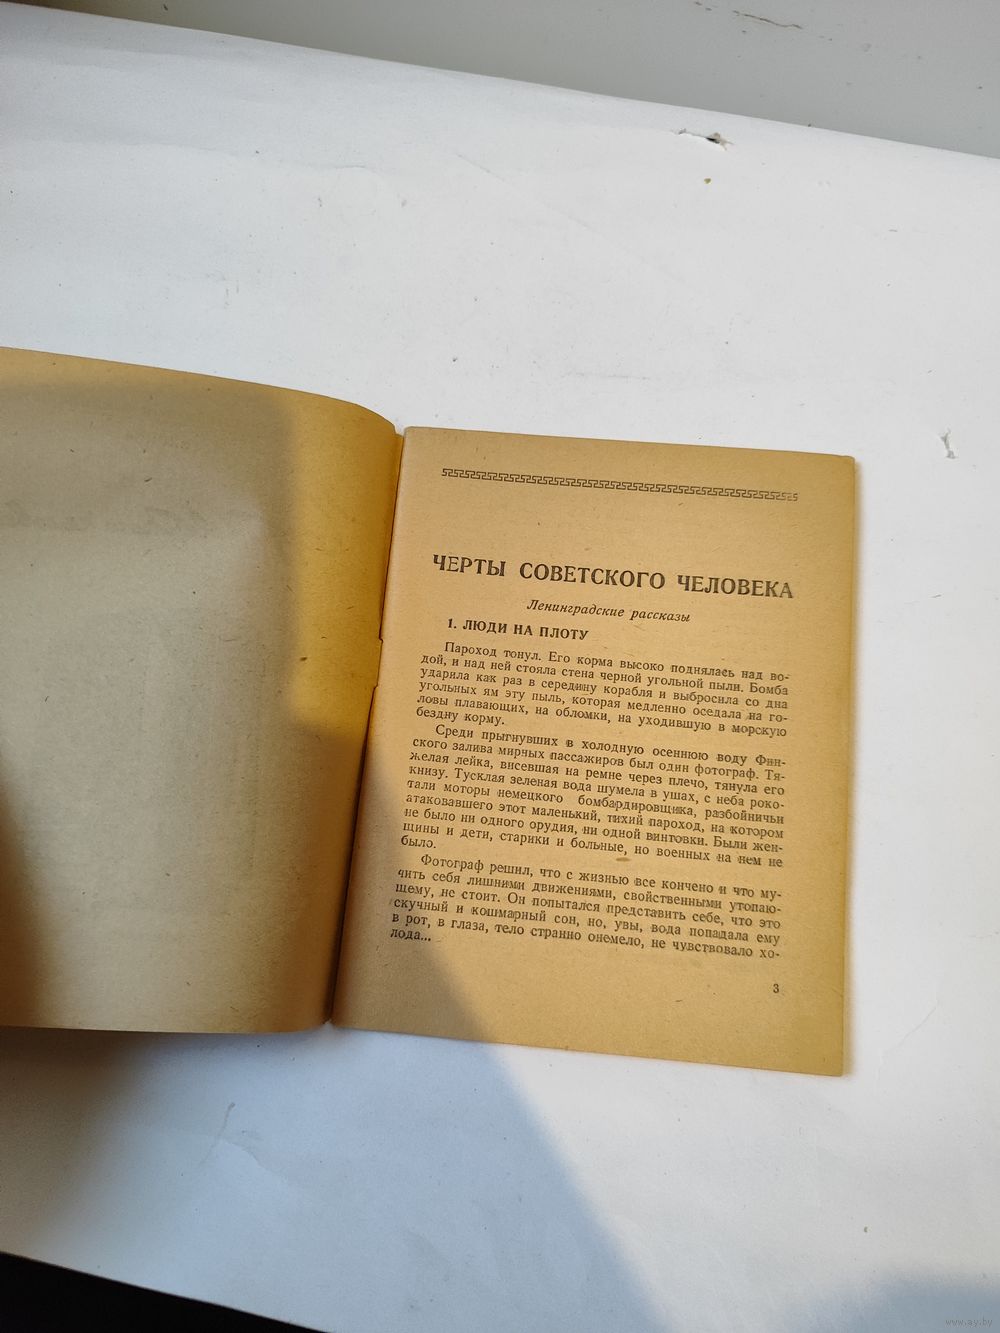 ЧЕРТЫ СОВЕТСКОГО ЧЕЛОВЕКА
Ленинградские рассказы
1. ЛЮДИ НА ПЛОТУ
Пароход тонул. Его корма высоко поднялась над во-
дой, и над ней стояла стена черной угольной пыли. Бомба
ударила как раз в середину корабля и выбросила со дна
угольных ям эту пыль, которая медленно оседала на го-
ловы плавающих, на обломки, на уходившую в морскую
бездну корму.
Среди прыгнувших в холодную осеннюю воду Фин-
ского залива мирных пассажиров был один фотограф. Тя-
желая лейка, висевшая на ремне через плечо, тянула его
книзу. Тусклая зеленая вода шумела в ушах, с неба роко-
тали моторы немецкого бомбардировщика, разбойничьи
атаковавшего этот маленький, тихий пароход, на котором
не было ни одного орудия, ни одной винтовки. Были жен-
щины и дети, старики и больные, но военных на нем не
было.
Фотограф решил, что с жизнью все кончено и что му-
чить себя лишними движениями, свойственными утопаю-
щему, не стоит. Он попытался представить себе, что это
скучный и кошмарный сон, но, увы, вода попадала ему
в рот, в глаза, тело странно онемело, не чувствовало хо-
лода...
3
www.ay.by